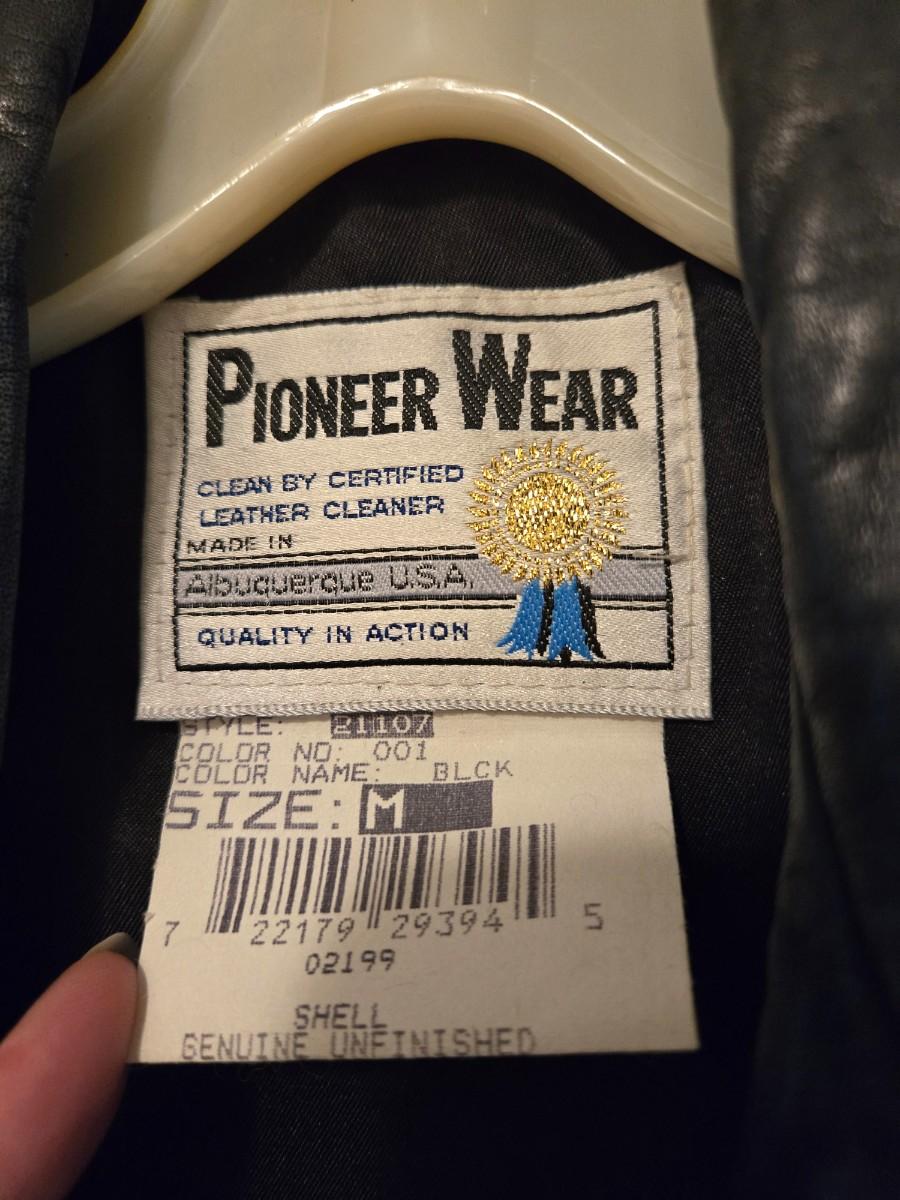 PIONEER WEAR
CLEAN BY CERTIFIED
LEATHER CLEANER
MADE IN
Albuquerque U.S.A.
QUALITY IN ACTION
STYLE: 21107
COLOR NO: 001
COLOR NAME: BLCK
SIZE: M
7 22179 29394 5
02199
SHELL
GENUINE UNFINISHED